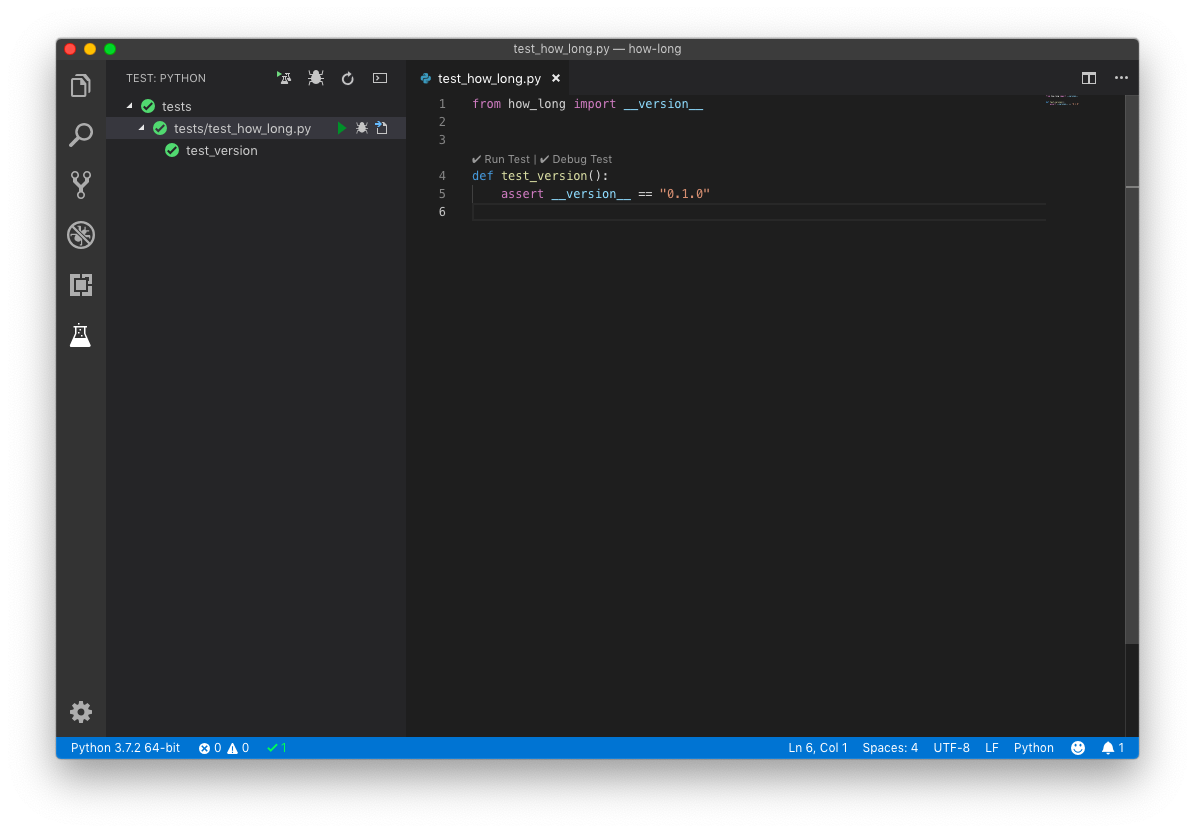 test_how_long.py — how-long
TEST: PYTHON
tests
tests/test_how_long.py
test_version
test_how_long.py
1 from how_long import __version__
2
3
✔ Run Test | ✔ Debug Test
4 def test_version():
5 assert __version__ == "0.1.0"
6
Python 3.7.2 64-bit 0 0 1 Ln 6, Col 1 Spaces: 4 UTF-8 LF Python 1